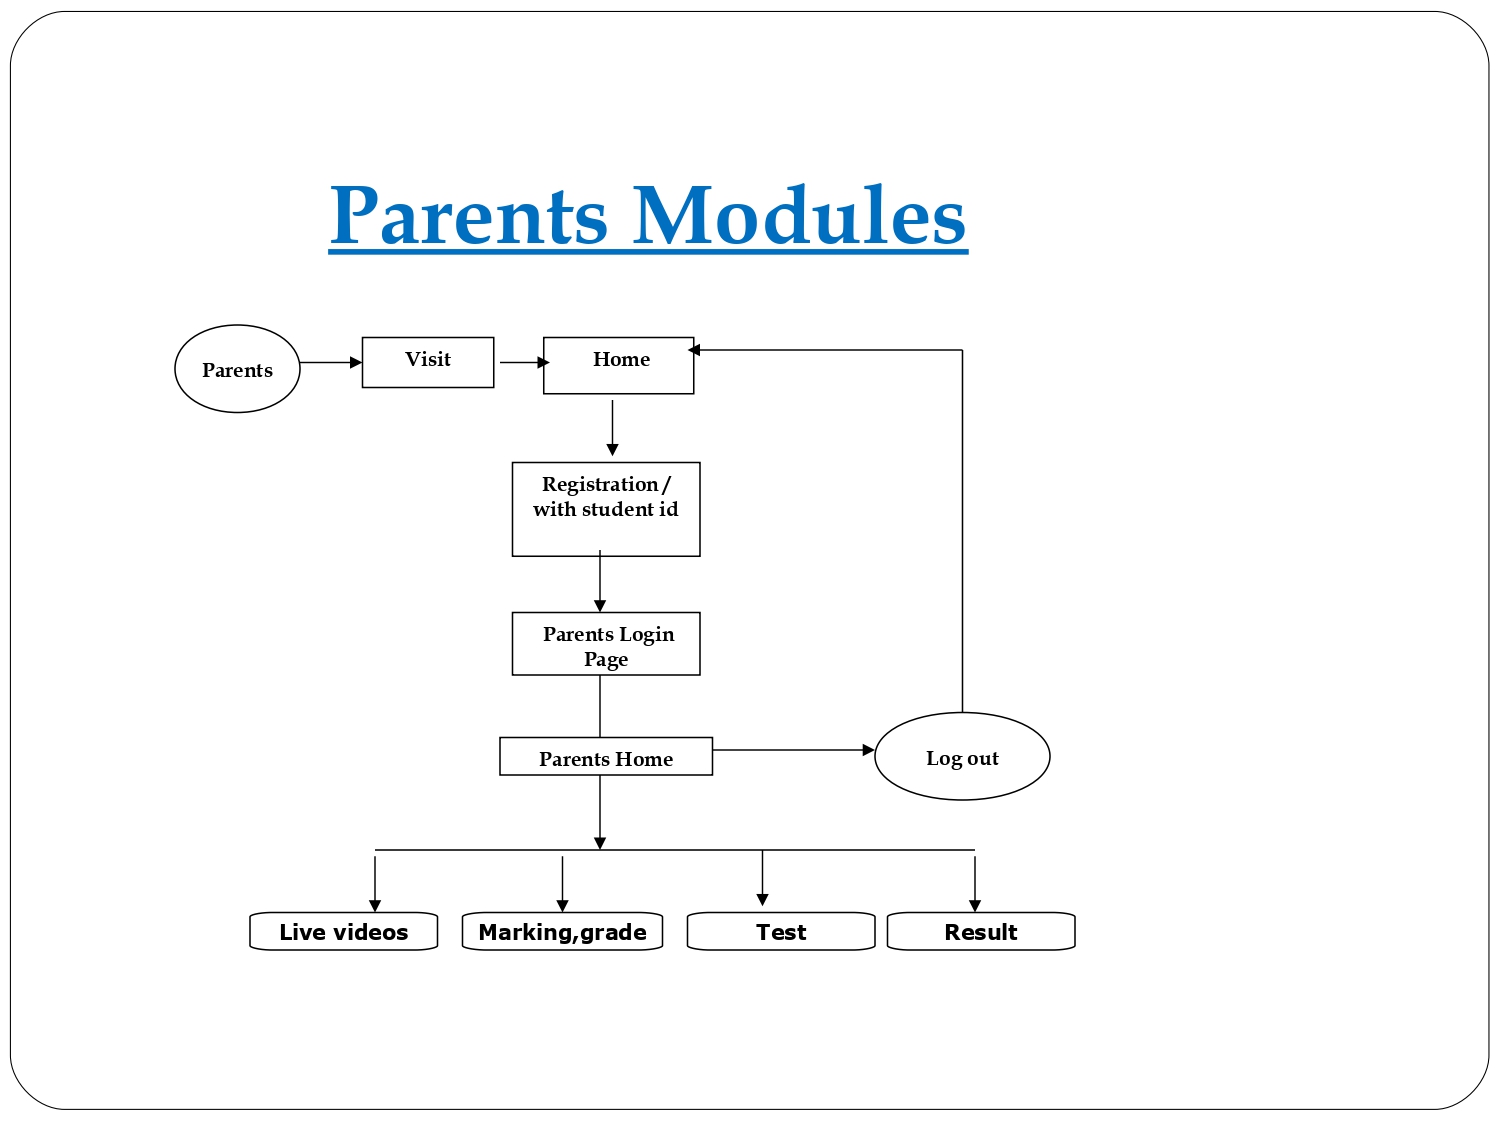 Parents Modules
Parents
Visit
Home
Registration/
with student id
Parents Login
Page
Parents Home
Log out
Live videos
Marking,grade
Test
Result